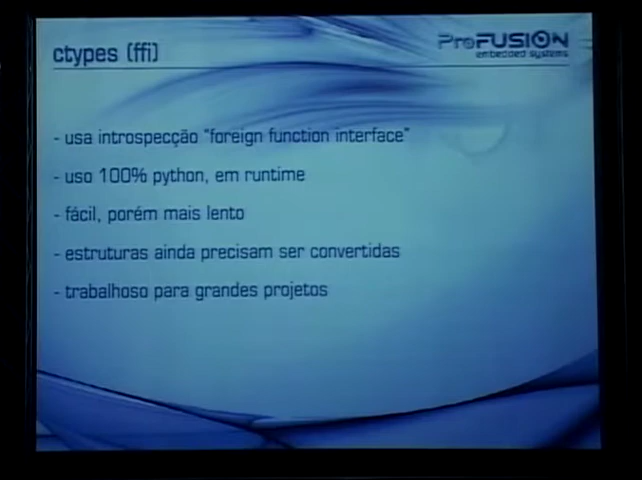 ctypes (ffi)
ProFUSION
embedded systems
- usa introspecção "foreign function interface"
- uso 100% python, em runtime
- fácil, porém mais lento
- estruturas ainda precisam ser convertidas
- trabalhoso para grandes projetos